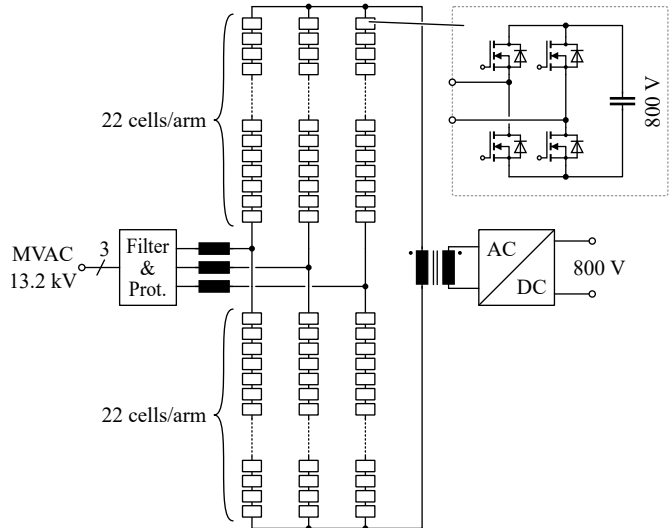 22 cells/arm
800 V
MVAC
13.2 kV
3
Filter
&
Prot.
AC
DC
800 V
22 cells/arm